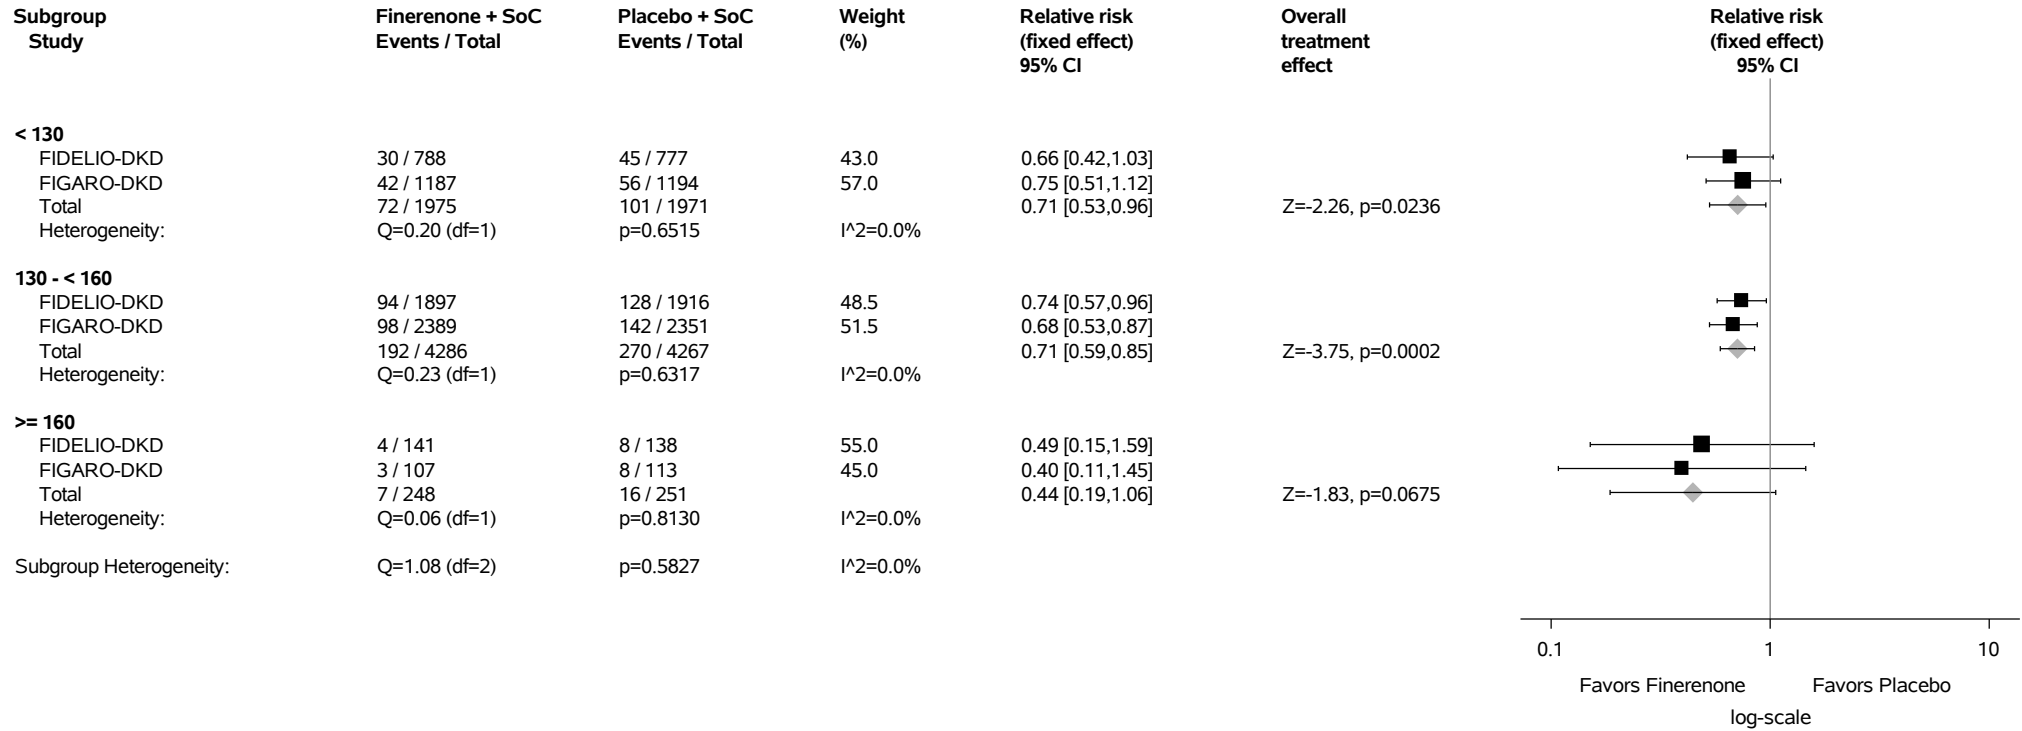 Subgroup Finerenone + SoC Placebo + SoC Weight Relative risk Overall Relative risk
Study Events / Total Events / Total (%) (fixed effect) treatment (fixed effect)
95% CI effect 95% CI
< 130
FIDELIO-DKD 30 / 788 45 / 777 43.0 0.66 [0.42,1.03]
FIGARO-DKD 42 / 1187 56 / 1194 57.0 0.75 [0.51,1.12]
Total 72 / 1975 101 / 1971 0.71 [0.53,0.96] Z=-2.26, p=0.0236
Heterogeneity: Q=0.20 (df=1) p=0.6515 I^2=0.0%
130 - < 160
FIDELIO-DKD 94 / 1897 128 / 1916 48.5 0.74 [0.57,0.96]
FIGARO-DKD 98 / 2389 142 / 2351 51.5 0.68 [0.53,0.87]
Total 192 / 4286 270 / 4267 0.71 [0.59,0.85] Z=-3.75, p=0.0002
Heterogeneity: Q=0.23 (df=1) p=0.6317 I^2=0.0%
>= 160
FIDELIO-DKD 4 / 141 8 / 138 55.0 0.49 [0.15,1.59]
FIGARO-DKD 3 / 107 8 / 113 45.0 0.40 [0.11,1.45]
Total 7 / 248 16 / 251 0.44 [0.19,1.06] Z=-1.83, p=0.0675
Heterogeneity: Q=0.06 (df=1) p=0.8130 I^2=0.0%
Subgroup Heterogeneity: Q=1.08 (df=2) p=0.5827 I^2=0.0%
0.1 1 10
Favors Finerenone Favors Placebo
log-scale